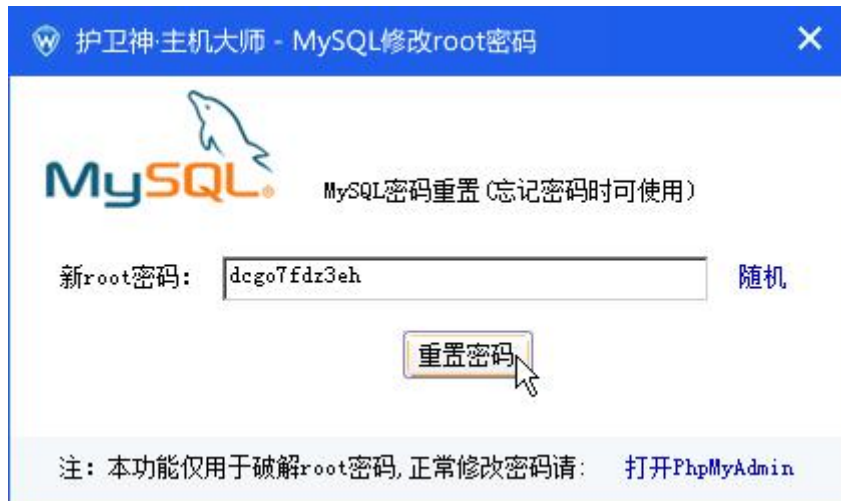 护卫神·主机大师 - MySQL修改root密码
MySQL
MySQL密码重置(忘记密码时可使用)
新root密码: dcgo7fdz3eh 随机
重置密码
注: 本功能仅用于破解root密码,正常修改密码请: 打开PhpMyAdmin